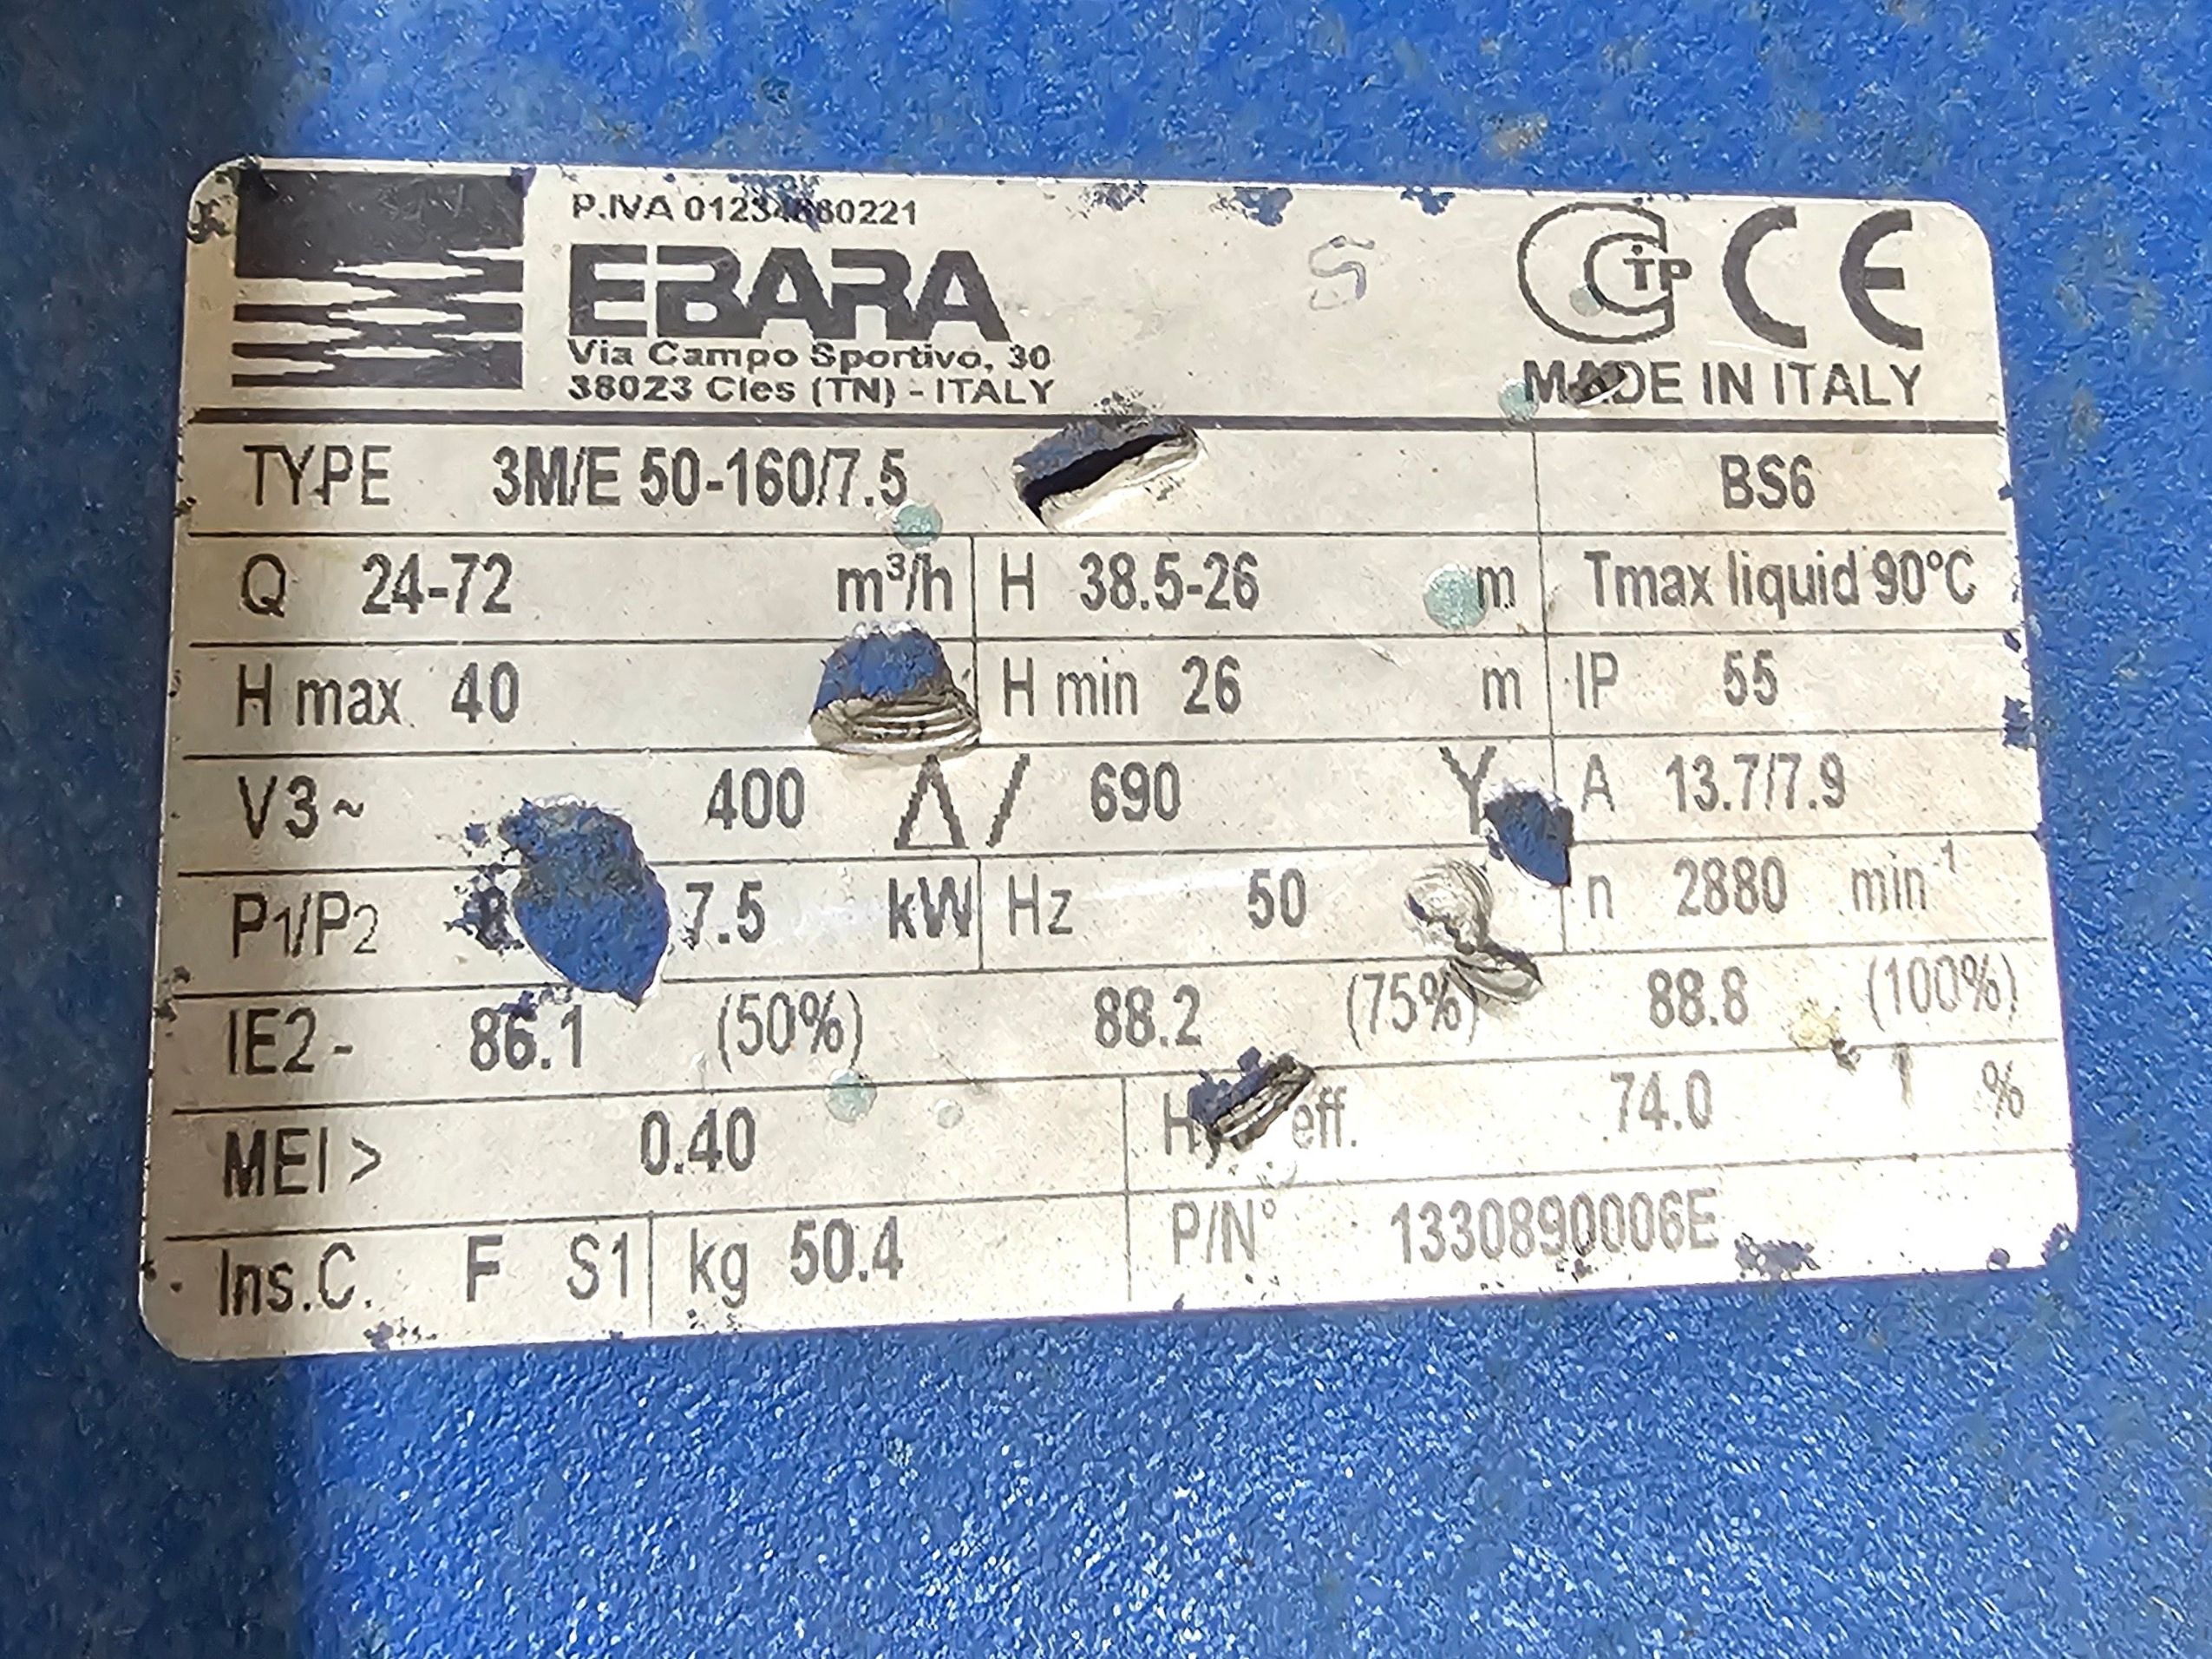 P.IVA 01234660221
EBARA
Via Campo Sportivo, 30
38023 Cles (TN) - ITALY
S
CE
MADE IN ITALY
TYPE 3M/E 50-160/7.5 BS6
Q 24-72 m³/h H 38.5-26 m Tmax liquid 90°C
H max 40 H min 26 m IP 55
V3~ 400 Δ / 690 Y A 13.7/7.9
P1/P2 7.5 kW Hz 50 n 2880 min-1
IE2 - 86.1 (50%) 88.2 (75%) 88.8 (100%)
MEI > 0.40 eff. 74.0 %
Ins.C. F S1 kg 50.4 P/N° 1330890006E